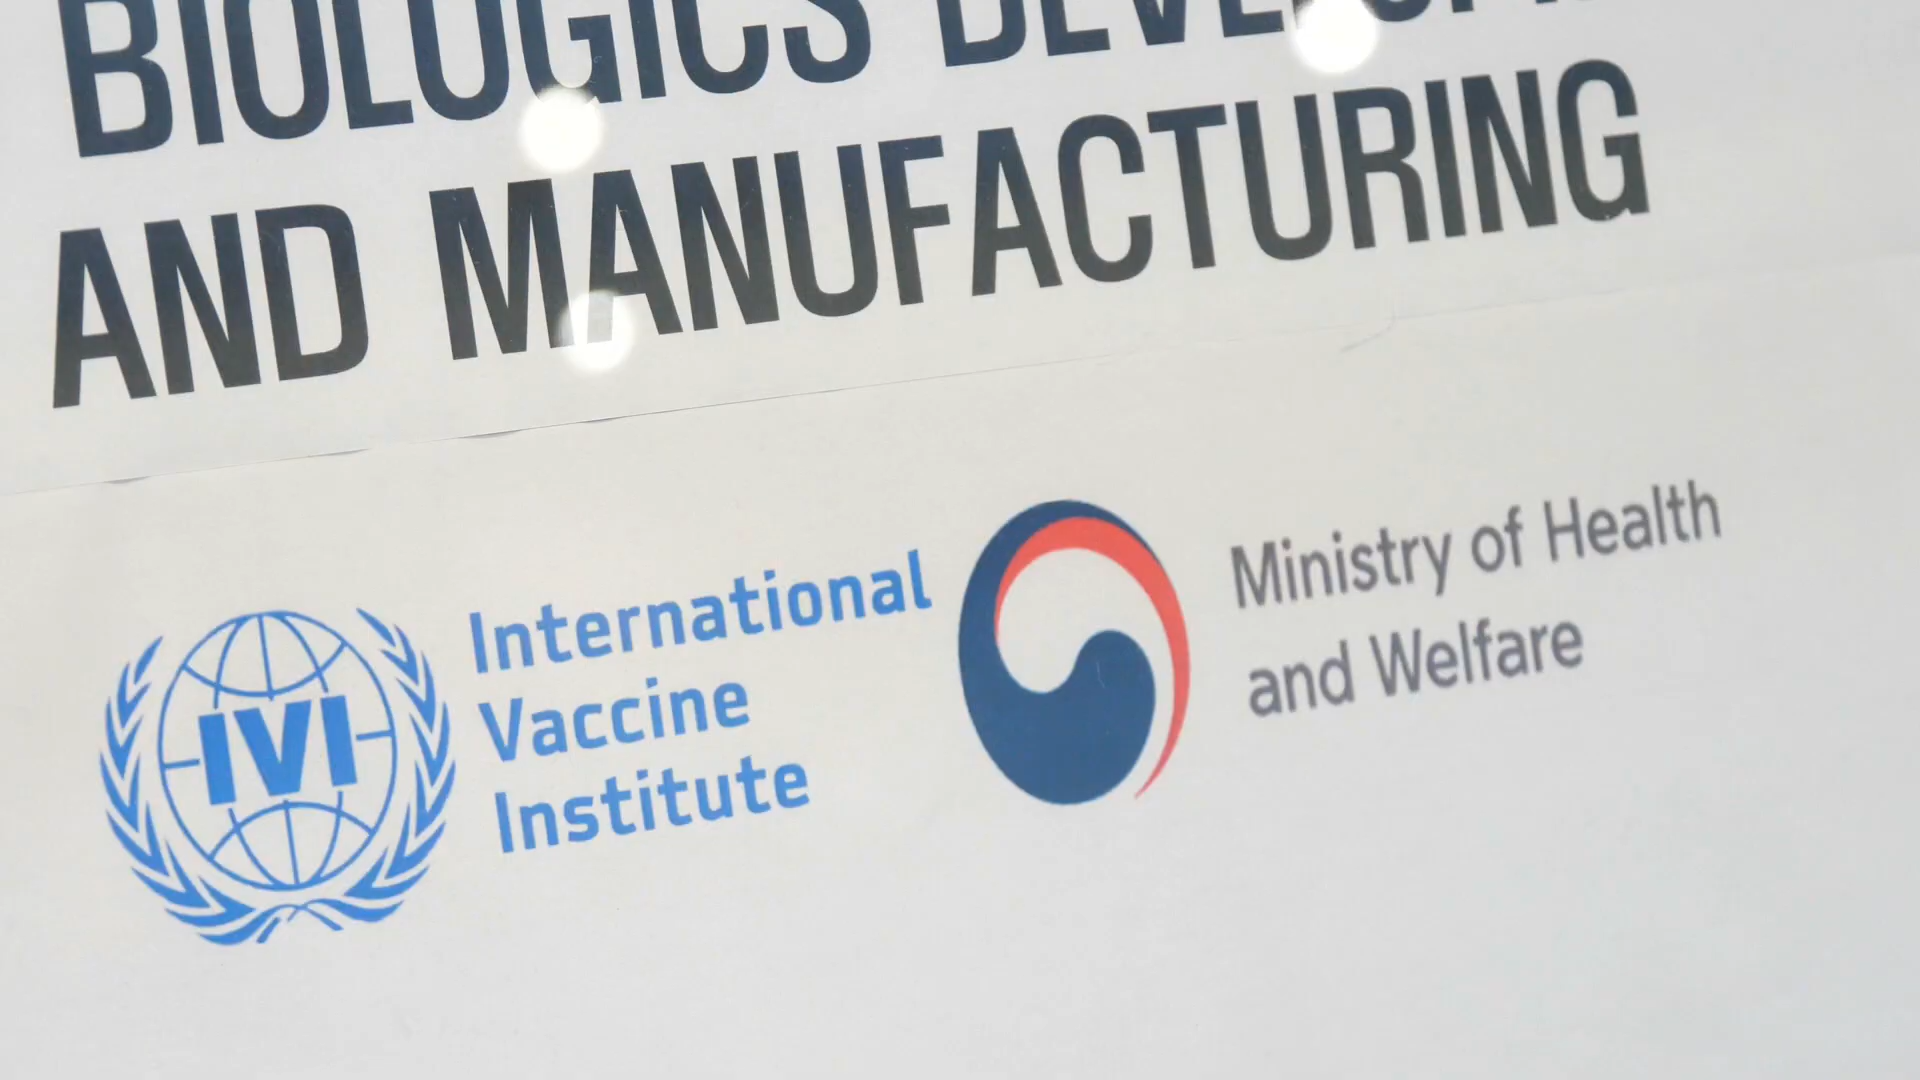 BIOLOGICS
AND MANUFACTURING
IVI
International
Vaccine
Institute
Ministry of Health
and Welfare